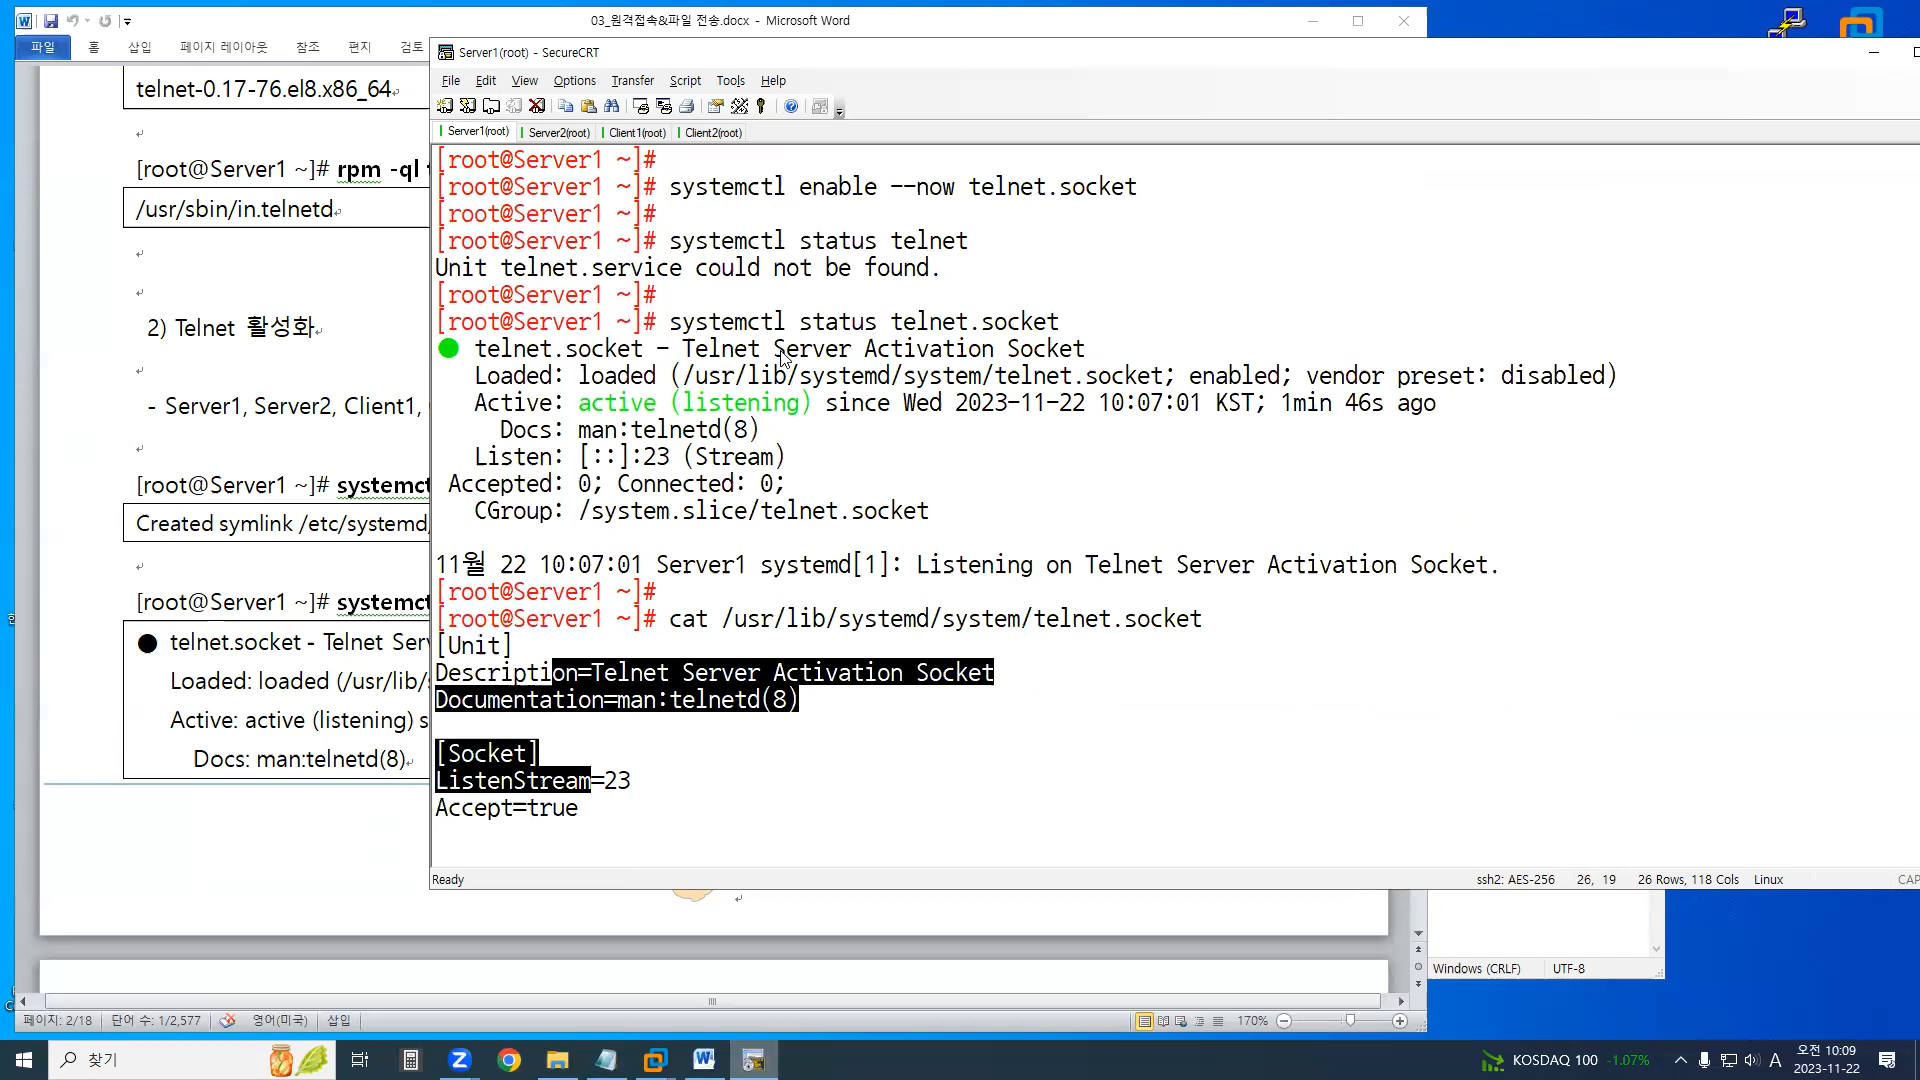 03_원격접속&파일 전송.docx - Microsoft Word
파일 홈 삽입 페이지 레이아웃 참조 편지 검토
telnet-0.17-76.el8.x86_64
[root@Server1 ~]# rpm -ql
/usr/sbin/in.telnetd
2) Telnet 활성화
- Server1, Server2, Client1,
[root@Server1 ~]# systemct
Created symlink /etc/systemd/
[root@Server1 ~]# systemct
● telnet.socket - Telnet Serv
Loaded: loaded (/usr/lib/s
Active: active (listening) s
Docs: man:telnetd(8)
페이지: 2/18 단어 수: 1/2,577 영어(미국) 삽입 170%
Server1(root) - SecureCRT
File Edit View Options Transfer Script Tools Help
Server1(root) Server2(root) Client1(root) Client2(root)
[root@Server1 ~]#
[root@Server1 ~]# systemctl enable --now telnet.socket
[root@Server1 ~]#
[root@Server1 ~]# systemctl status telnet
Unit telnet.service could not be found.
[root@Server1 ~]#
[root@Server1 ~]# systemctl status telnet.socket
● telnet.socket - Telnet Server Activation Socket
Loaded: loaded (/usr/lib/systemd/system/telnet.socket; enabled; vendor preset: disabled)
Active: active (listening) since Wed 2023-11-22 10:07:01 KST; 1min 46s ago
Docs: man:telnetd(8)
Listen: [::]:23 (Stream)
Accepted: 0; Connected: 0;
CGroup: /system.slice/telnet.socket
11월 22 10:07:01 Server1 systemd[1]: Listening on Telnet Server Activation Socket.
[root@Server1 ~]#
[root@Server1 ~]# cat /usr/lib/systemd/system/telnet.socket
[Unit]
Description=Telnet Server Activation Socket
Documentation=man:telnetd(8)
[Socket]
ListenStream=23
Accept=true
Ready ssh2: AES-256 26, 19 26 Rows, 118 Cols Linux CAP
Windows (CRLF) UTF-8
찾기
KOSDAQ 100 -1.07% A
오전 10:09
2023-11-22